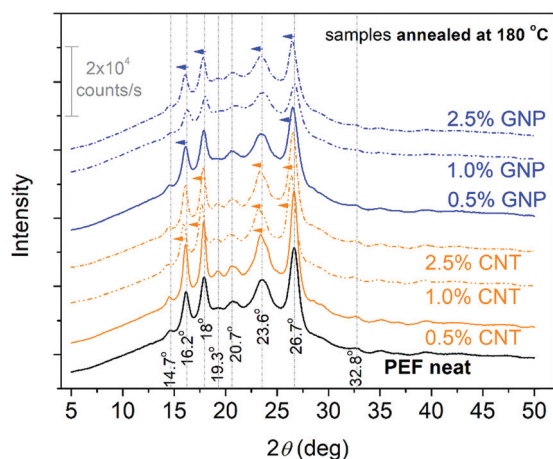 samples annealed at 180 °C
2x10⁴
counts/s
2.5% GNP
1.0% GNP
0.5% GNP
2.5% CNT
1.0% CNT
0.5% CNT
PEF neat
14.7°
16.2°
18°
19.3°
20.7°
23.6°
26.7°
32.8°
Intensity
5 10 15 20 25 30 35 40 45 50
2θ (deg)